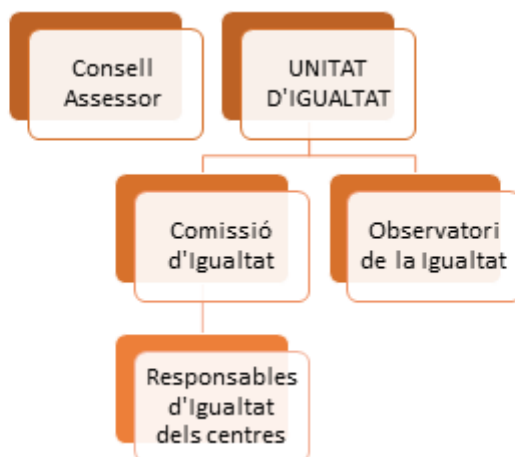 Consell
Assessor
UNITAT
D'IGUALTAT
Comissió
d'Igualtat
Observatori
de la Igualtat
Responsables
d'Igualtat
dels centres